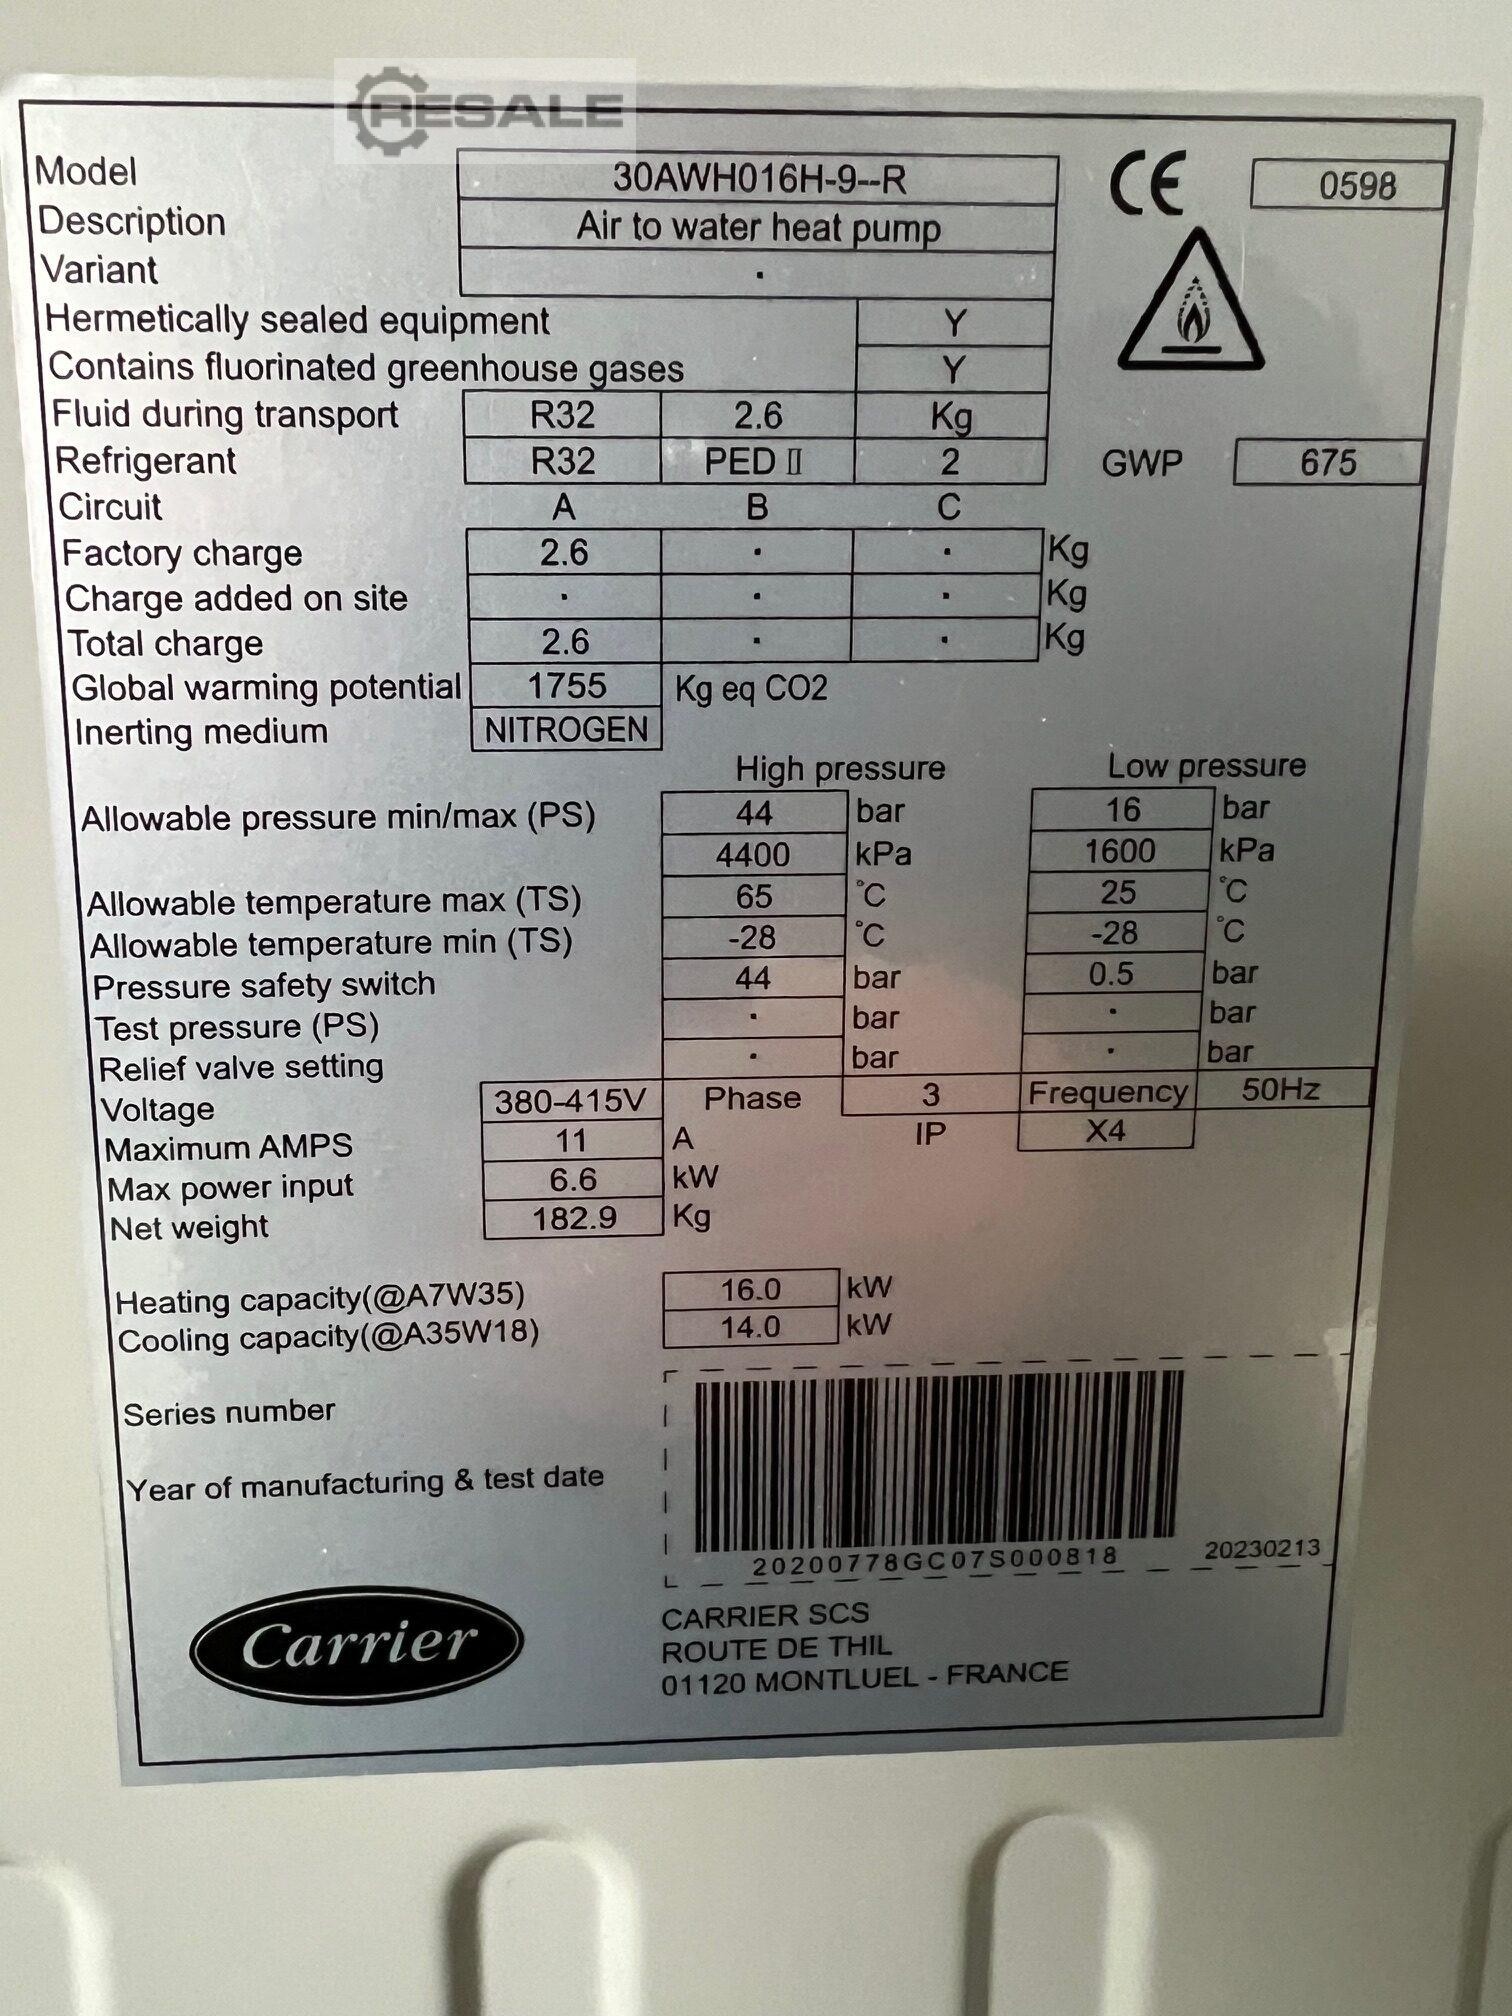 RESALE
Model 30AWH016H-9--R CE 0598
Description Air to water heat pump
Variant .
Hermetically sealed equipment Y
Contains fluorinated greenhouse gases Y
Fluid during transport R32 2.6 Kg
Refrigerant R32 PED II 2 GWP 675
Circuit A B C
Factory charge 2.6 . . Kg
Charge added on site . . . Kg
Total charge 2.6 . . Kg
Global warming potential 1755 Kg eq CO2
Inerting medium NITROGEN
High pressure Low pressure
Allowable pressure min/max (PS) 44 bar 16 bar
4400 kPa 1600 kPa
Allowable temperature max (TS) 65 °C 25 °C
Allowable temperature min (TS) -28 °C -28 °C
Pressure safety switch 44 bar 0.5 bar
Test pressure (PS) . bar . bar
Relief valve setting . bar . bar
Voltage 380-415V Phase 3 Frequency 50Hz
Maximum AMPS 11 A IP X4
Max power input 6.6 kW
Net weight 182.9 Kg
Heating capacity(@A7W35) 16.0 kW
Cooling capacity(@A35W18) 14.0 kW
Series number
Year of manufacturing & test date
20200778GC07S000818 20230213
Carrier
CARRIER SCS
ROUTE DE THIL
01120 MONTLUEL - FRANCE